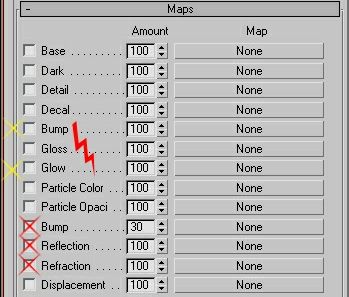 - Maps
Amount Map
Base . . . . . . . . . 100 None
Dark . . . . . . . . . 100 None
Detail . . . . . . . . 100 None
Decal . . . . . . . . 100 None
Bump . . . . . . . . 100 None
Gloss . . . . . . . . 100 None
Glow . . . . . . . . . 100 None
Particle Color . . . 100 None
Particle Opaci . . . 100 None
Bump . . . . . . . . 30 None
Reflection . . . . . 100 None
Refraction . . . . . 100 None
Displacement . . 100 None